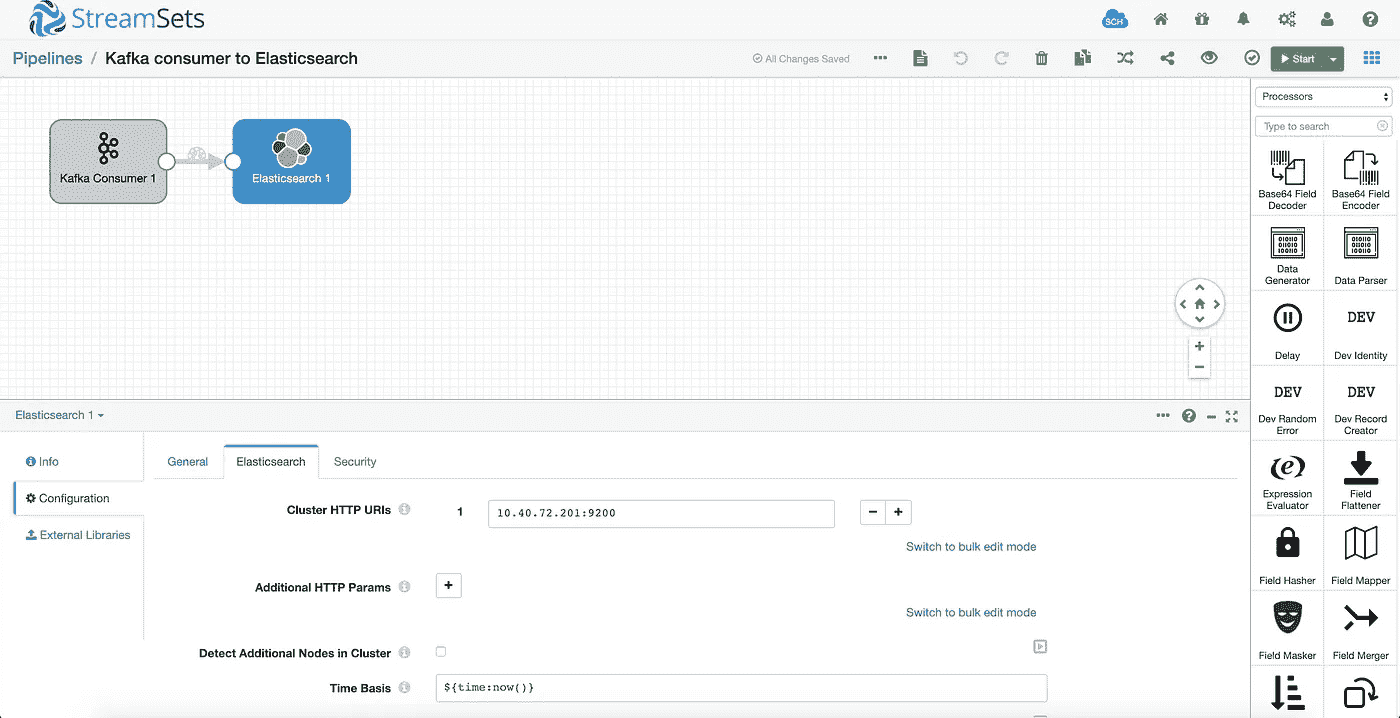 StreamSets
SCH
Pipelines / Kafka consumer to Elasticsearch
All Changes Saved
Start
Kafka Consumer 1
Elasticsearch 1
Processors
Type to search
Base64 Field
Decoder
Base64 Field
Encoder
Data
Generator
Data Parser
Delay
DEV
Dev Identity
DEV
Dev Random
Error
DEV
Dev Record
Creator
Expression
Evaluator
Field
Flattener
Field Hasher
Field Mapper
Field Masker
Field Merger
Elasticsearch 1
Info
Configuration
External Libraries
General
Elasticsearch
Security
Cluster HTTP URIs
1
10.40.72.201:9200
Switch to bulk edit mode
Additional HTTP Params
Switch to bulk edit mode
Detect Additional Nodes in Cluster
Time Basis
${time:now()}